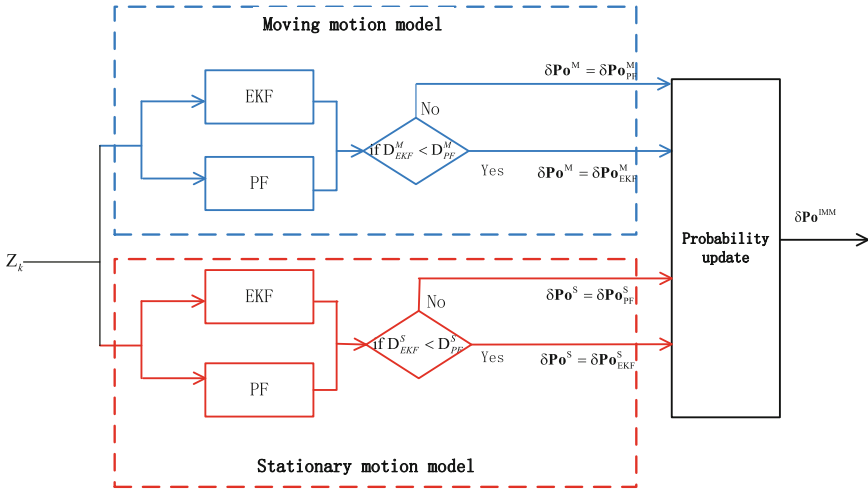 Moving motion model
EKF
PF
if D^M_EKF < D^M_PF
No
Yes
δPo^M = δPo^M_PF
δPo^M = δPo^M_EKF
Z_k
Probability
update
δPo^IMM
EKF
PF
if D^S_EKF < D^S_PF
No
Yes
δPo^S = δPo^S_PF
δPo^S = δPo^S_EKF
Stationary motion model